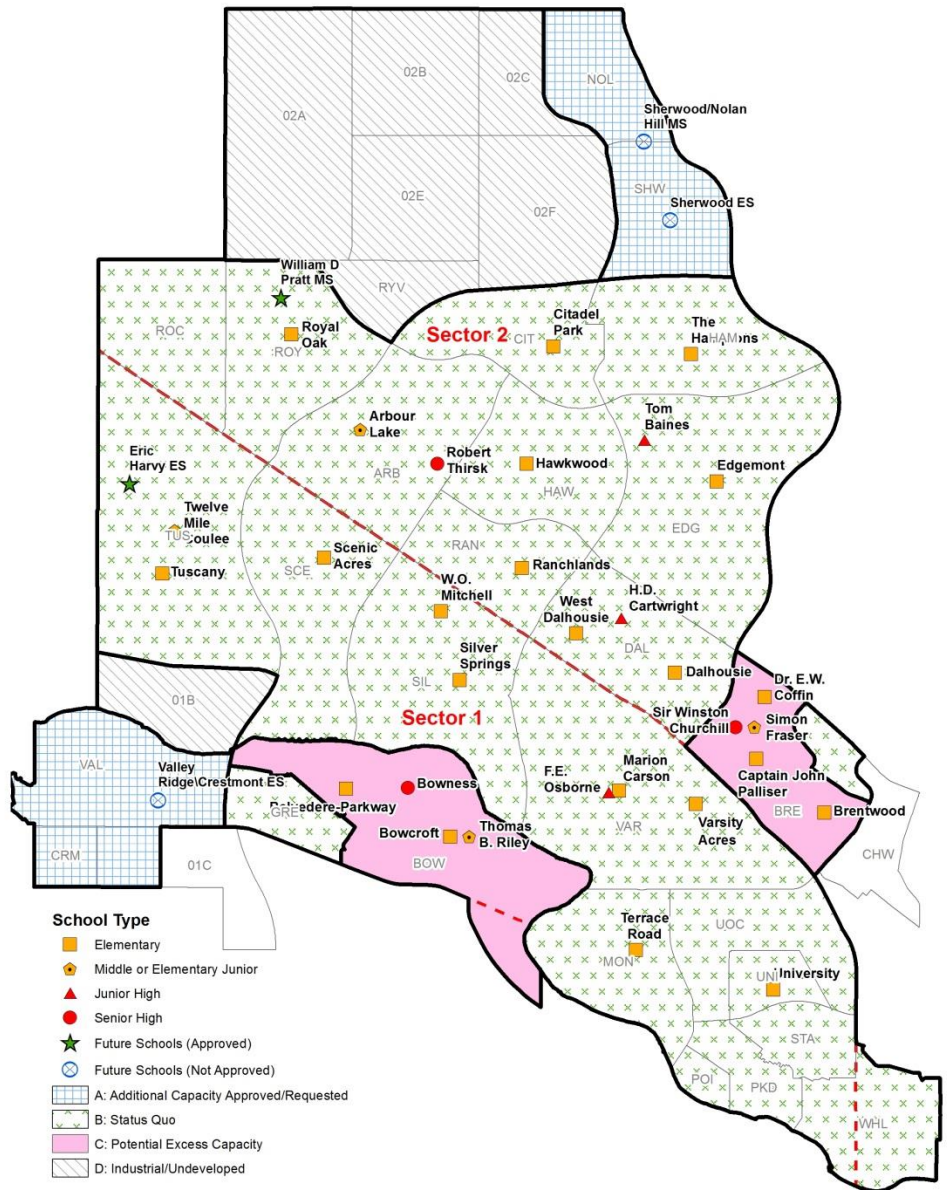 02B
02C
NOL
02A
Sherwood/Nolan
Hill MS
SHW
Sherwood ES
02E
02F
William D
Pratt MS
RYV
ROC
Royal
Oak
ROY
Sector 2
Citadel
Park
CIT
The
Hamptons
HAM
Arbour
Lake
Tom
Baines
Eric
Harvy ES
ARB
Robert
Thirsk
Hawkwood
HAW
Edgemont
Twelve
Mile
Coulee
TUS
EDG
Tuscany
SCE
Scenic
Acres
RAN
Ranchlands
W.O.
Mitchell
West
Dalhousie
H.D.
Cartwright
DAL
Silver
Springs
SIL
Dalhousie
Dr. E.W.
Coffin
01B
Sector 1
Sir Winston
Churchill
Simon
Fraser
VAL
Valley
Ridge\Crestmont ES
Bowness
F.E.
Osborne
Marion
Carson
Captain John
Palliser
Belvedere-Parkway
GRE
VAR
Varsity
Acres
BRE
Brentwood
CRM
01C
Bowcroft
Thomas
B. Riley
BOW
CHW
Terrace
Road
MON
UOC
UNI
University
STA
POI
PKD
WHL
School Type
Elementary
Middle or Elementary Junior
Junior High
Senior High
Future Schools (Approved)
Future Schools (Not Approved)
A: Additional Capacity Approved/Requested
B: Status Quo
C: Potential Excess Capacity
D: Industrial/Undeveloped